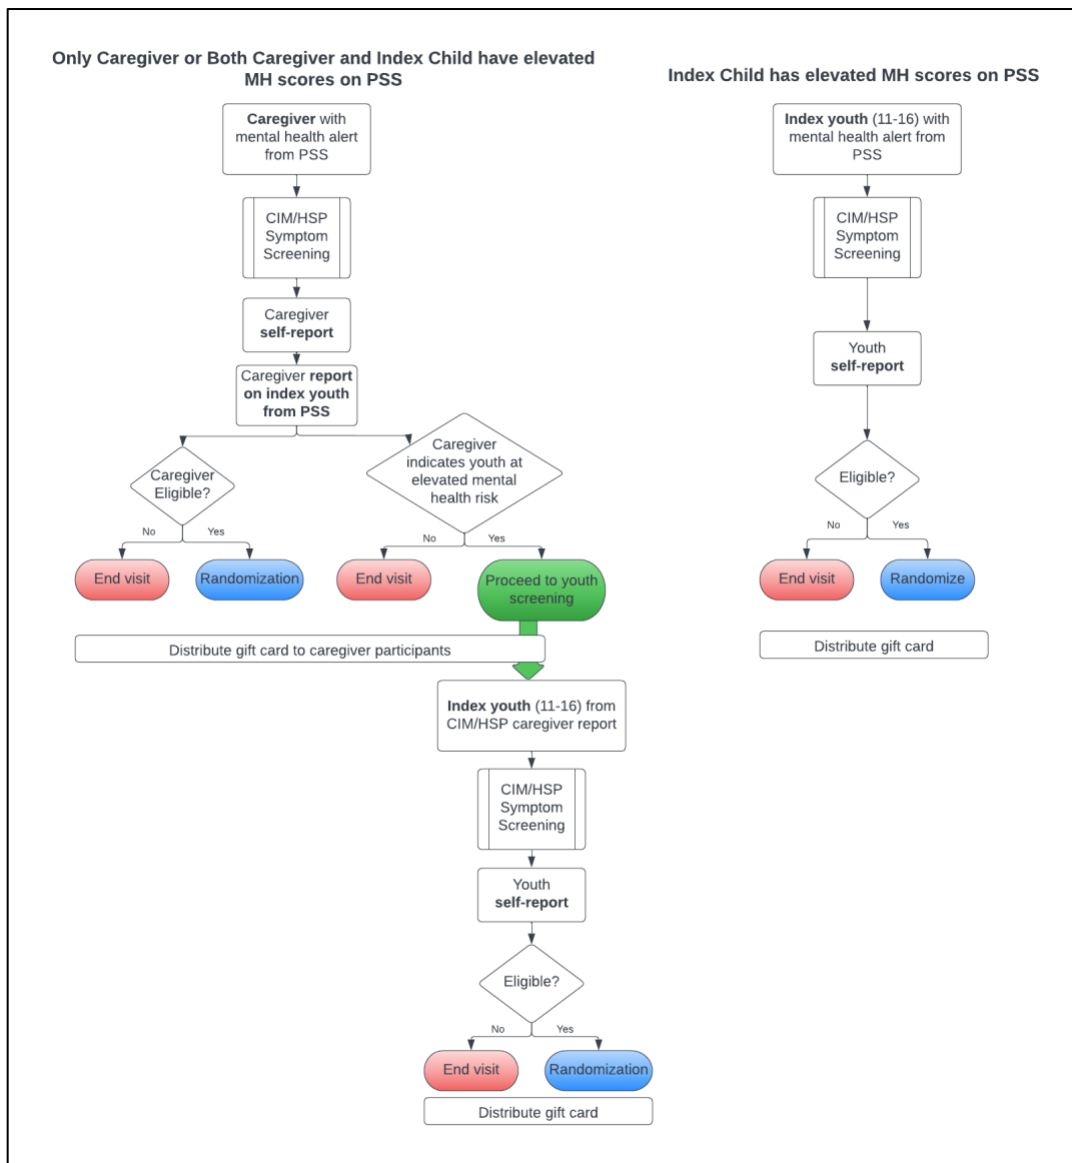 Only Caregiver or Both Caregiver and Index Child have elevated
MH scores on PSS
Caregiver with
mental health alert
from PSS
CIM/HSP
Symptom
Screening
Caregiver
self-report
Caregiver report
on index youth
from PSS
Caregiver
Eligible?
No
Yes
End visit
Randomization
Caregiver
indicates youth at
elevated mental
health risk
No
Yes
End visit
Proceed to youth
screening
Distribute gift card to caregiver participants
Index youth (11-16) from
CIM/HSP caregiver report
CIM/HSP
Symptom
Screening
Youth
self-report
Eligible?
No
Yes
End visit
Randomization
Distribute gift card
Index Child has elevated MH scores on PSS
Index youth (11-16) with
mental health alert from
PSS
CIM/HSP
Symptom
Screening
Youth
self-report
Eligible?
No
Yes
End visit
Randomize
Distribute gift card